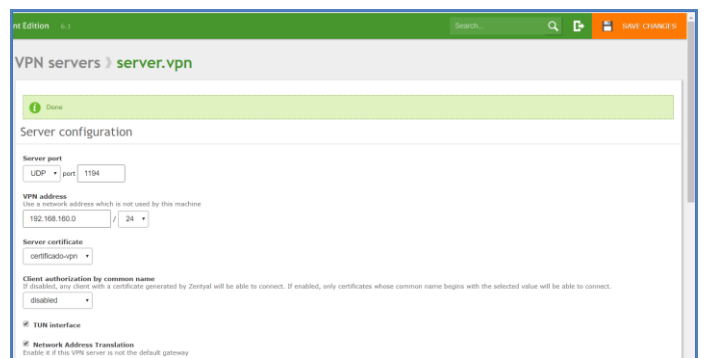 nt Edition 6.1
Search...
SAVE CHANGES
VPN servers » server.vpn
Done
Server configuration
Server port
UDP port 1194
VPN address
Use a network address which is not used by this machine
192.168.160.0 / 24
Server certificate
certificado-vpn
Client authorization by common name
If disabled, any client with a certificate generated by Zentyal will be able to connect. If enabled, only certificates whose common name begins with the selected value will be able to connect.
disabled
TUN interface
Network Address Translation
Enable it if this VPN server is not the default gateway